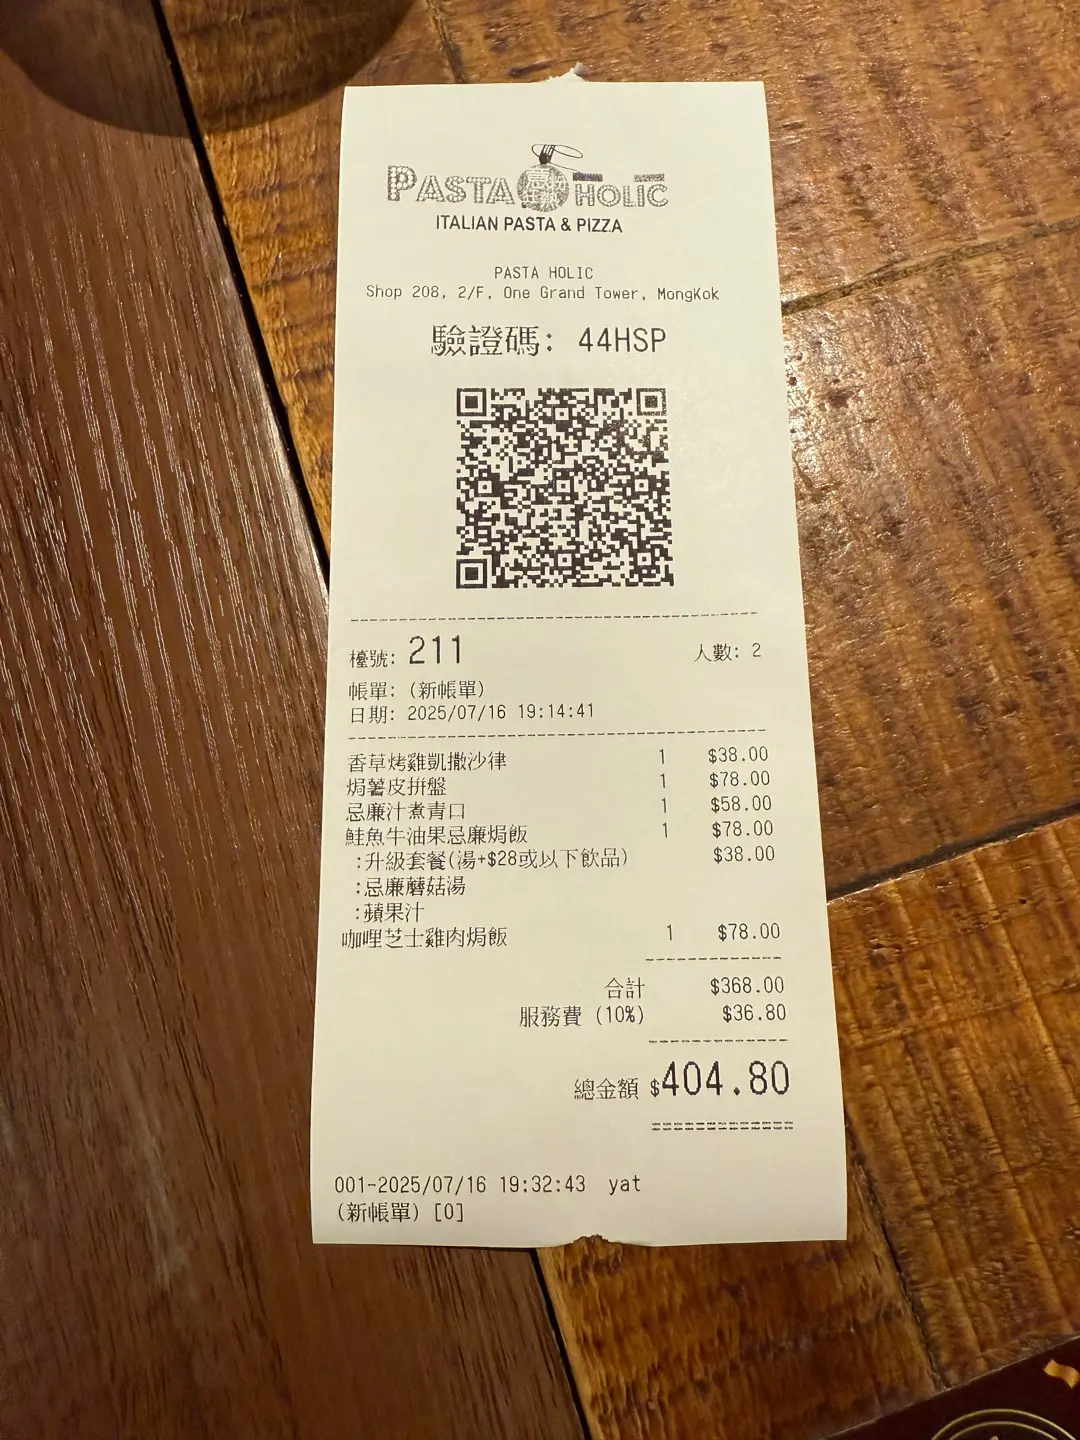 PASTA HOLIC
ITALIAN PASTA & PIZZA
PASTA HOLIC
Shop 208, 2/F, One Grand Tower, MongKok
驗證碼: 44HSP
檯號: 211 人數: 2
帳單: (新帳單)
日期: 2025/07/16 19:14:41
香草烤雞凱撒沙律 1 $38.00
焗薯皮拼盤 1 $78.00
忌廉汁煮青口 1 $58.00
鮭魚牛油果忌廉焗飯 1 $78.00
:升級套餐(湯+$28或以下飲品) $38.00
:忌廉蘑菇湯
:蘋果汁
咖哩芝士雞肉焗飯 1 $78.00
合計 $368.00
服務費 (10%) $36.80
總金額 $404.80
001-2025/07/16 19:32:43 yat
(新帳單) [0]